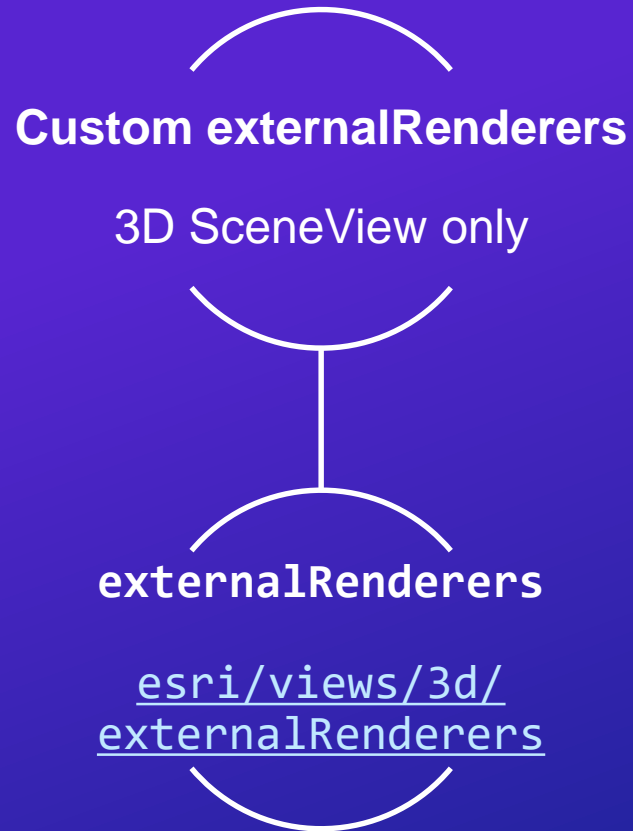 Custom externalRenderers
3D SceneView only
externalRenderers
esri/views/3d/
externalRenderers